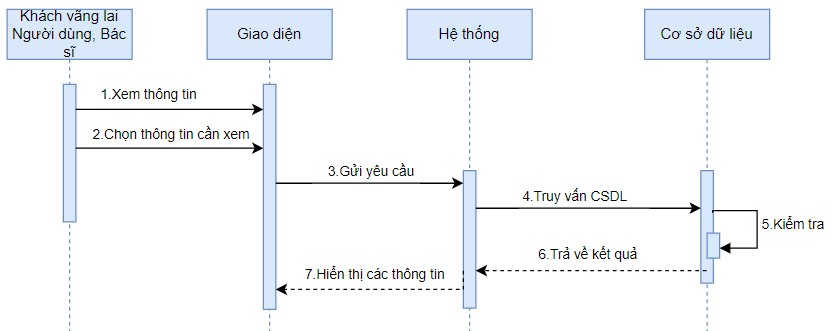 Khách vãng lai
Người dùng, Bác
sĩ
Giao diện
Hệ thống
Cơ sở dữ liệu
1.Xem thông tin
2.Chọn thông tin cần xem
3.Gửi yêu cầu
4.Truy vấn CSDL
5.Kiểm tra
6.Trả về kết quả
7.Hiển thị các thông tin